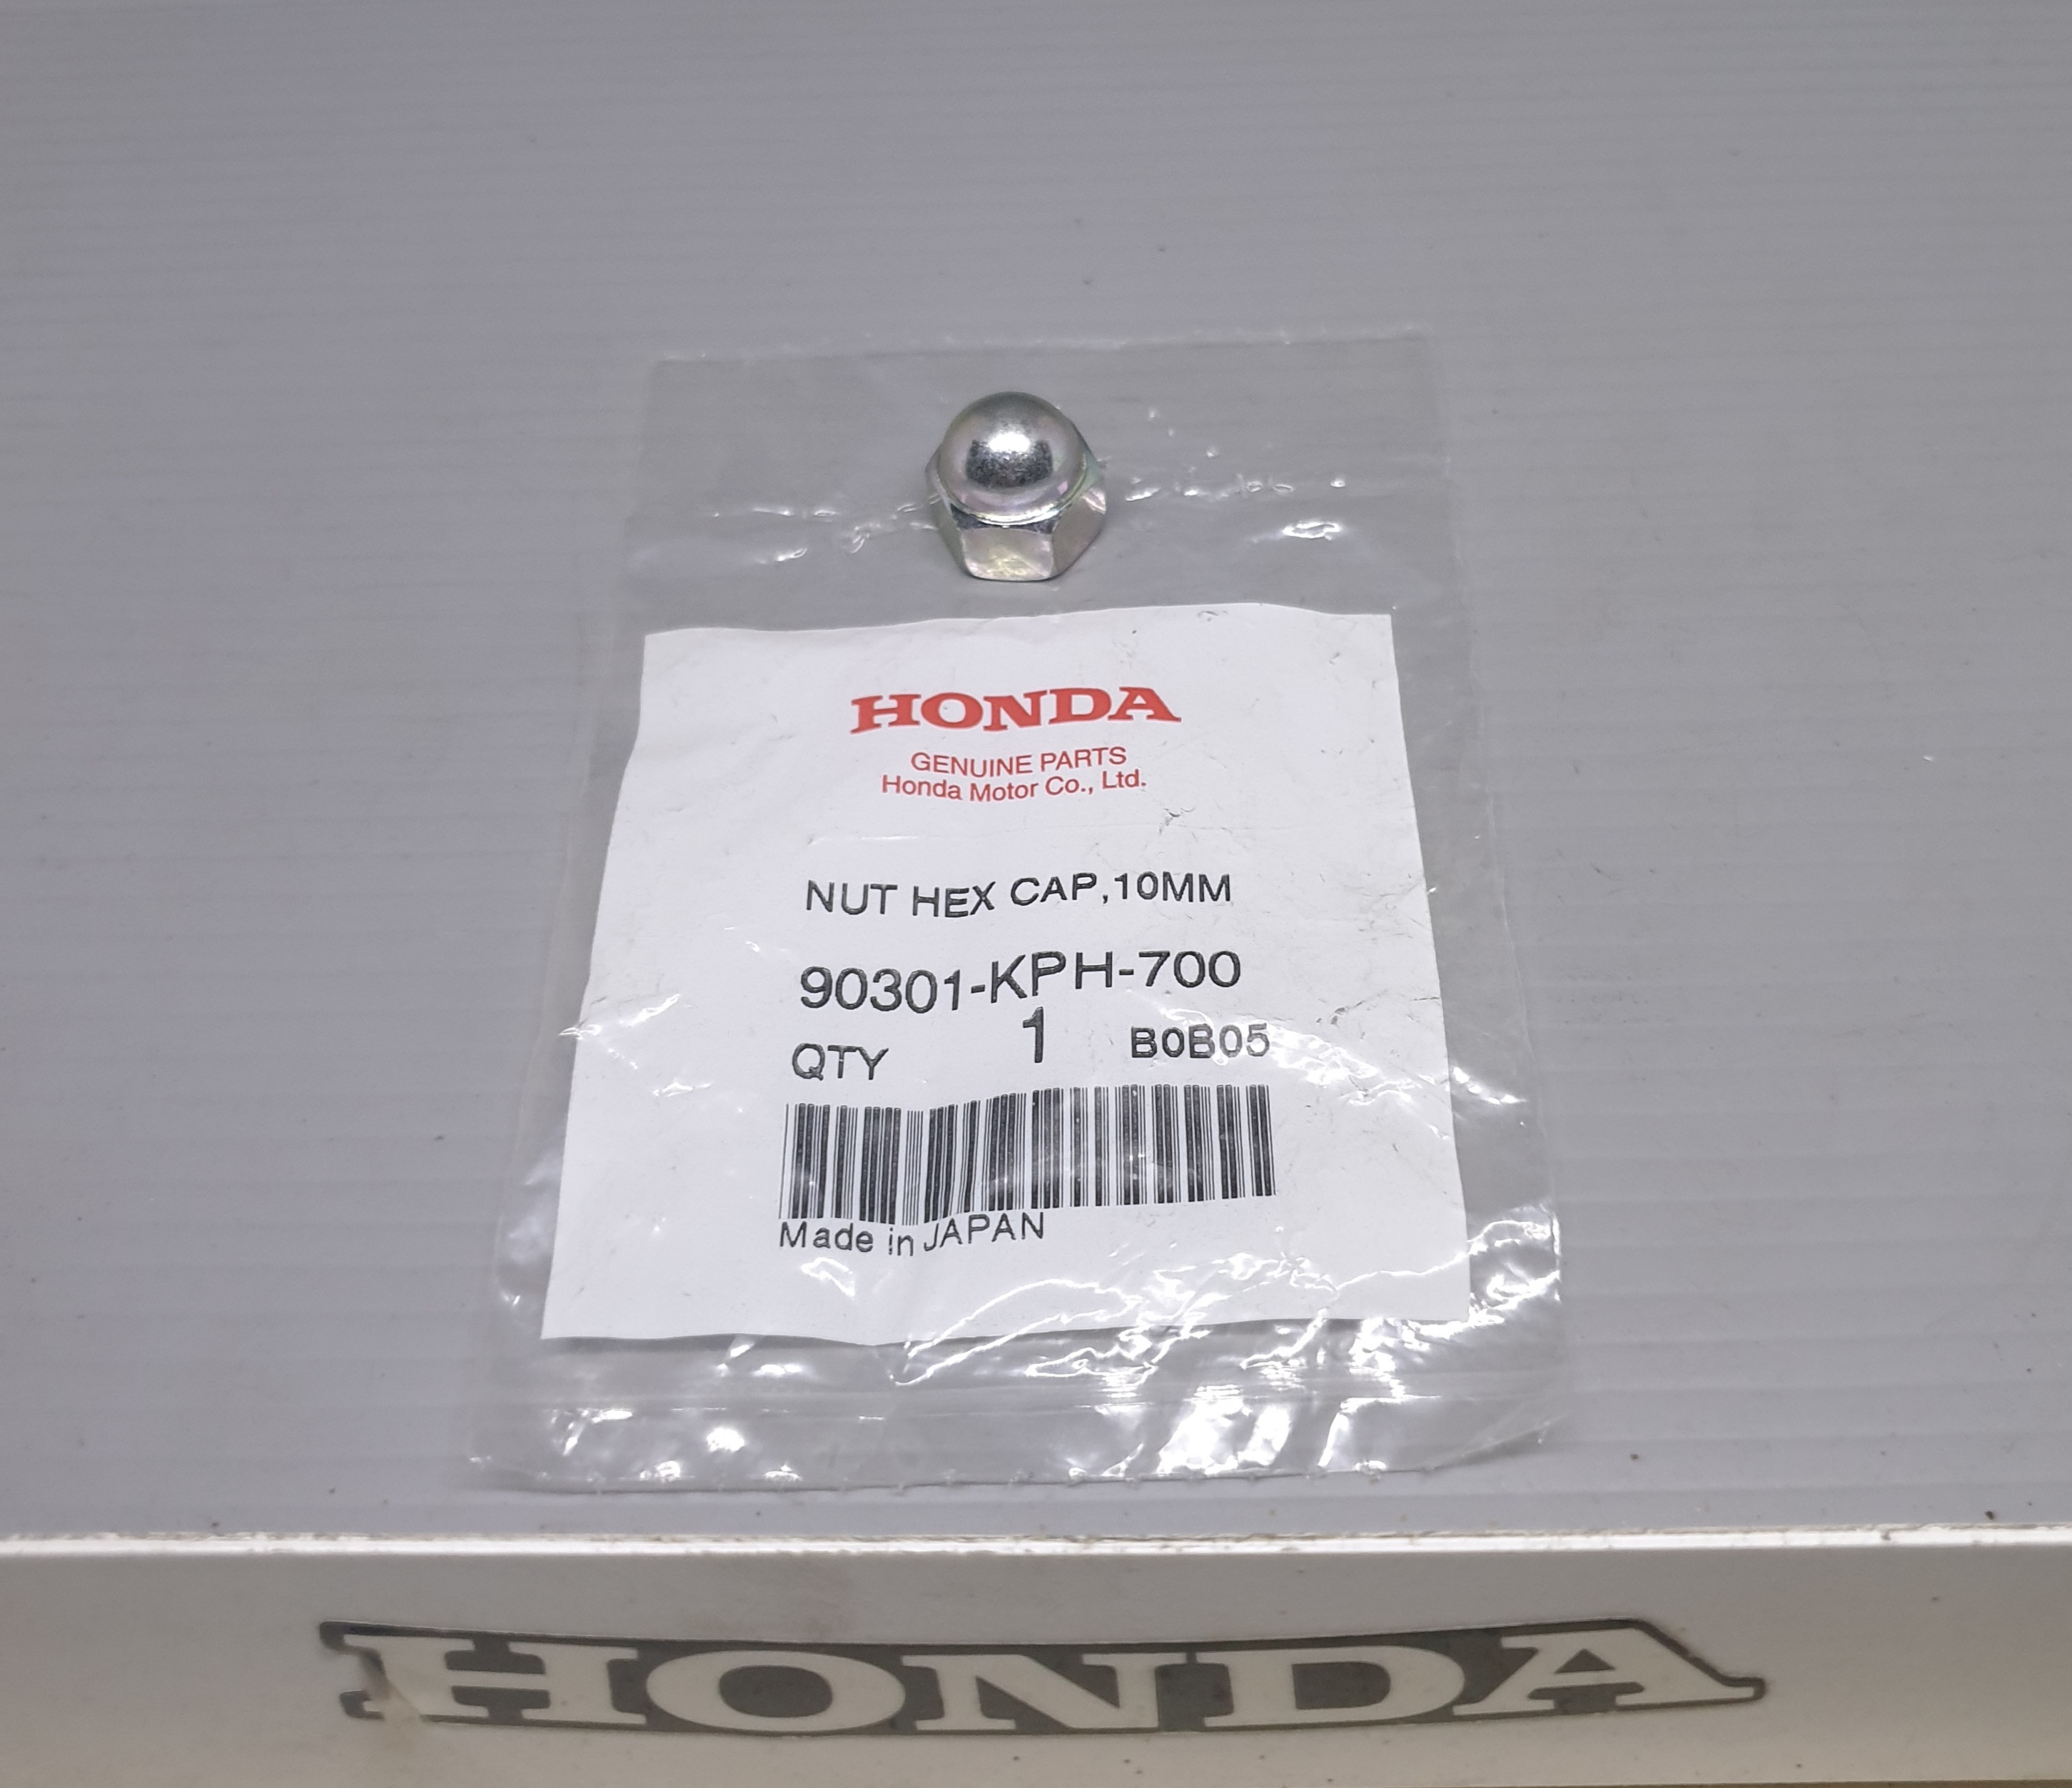 HONDA
GENUINE PARTS
Honda Motor Co., Ltd.
NUT HEX CAP,10MM
90301-KPH-700
QTY 1 B0B05
Made in JAPAN
HONDA